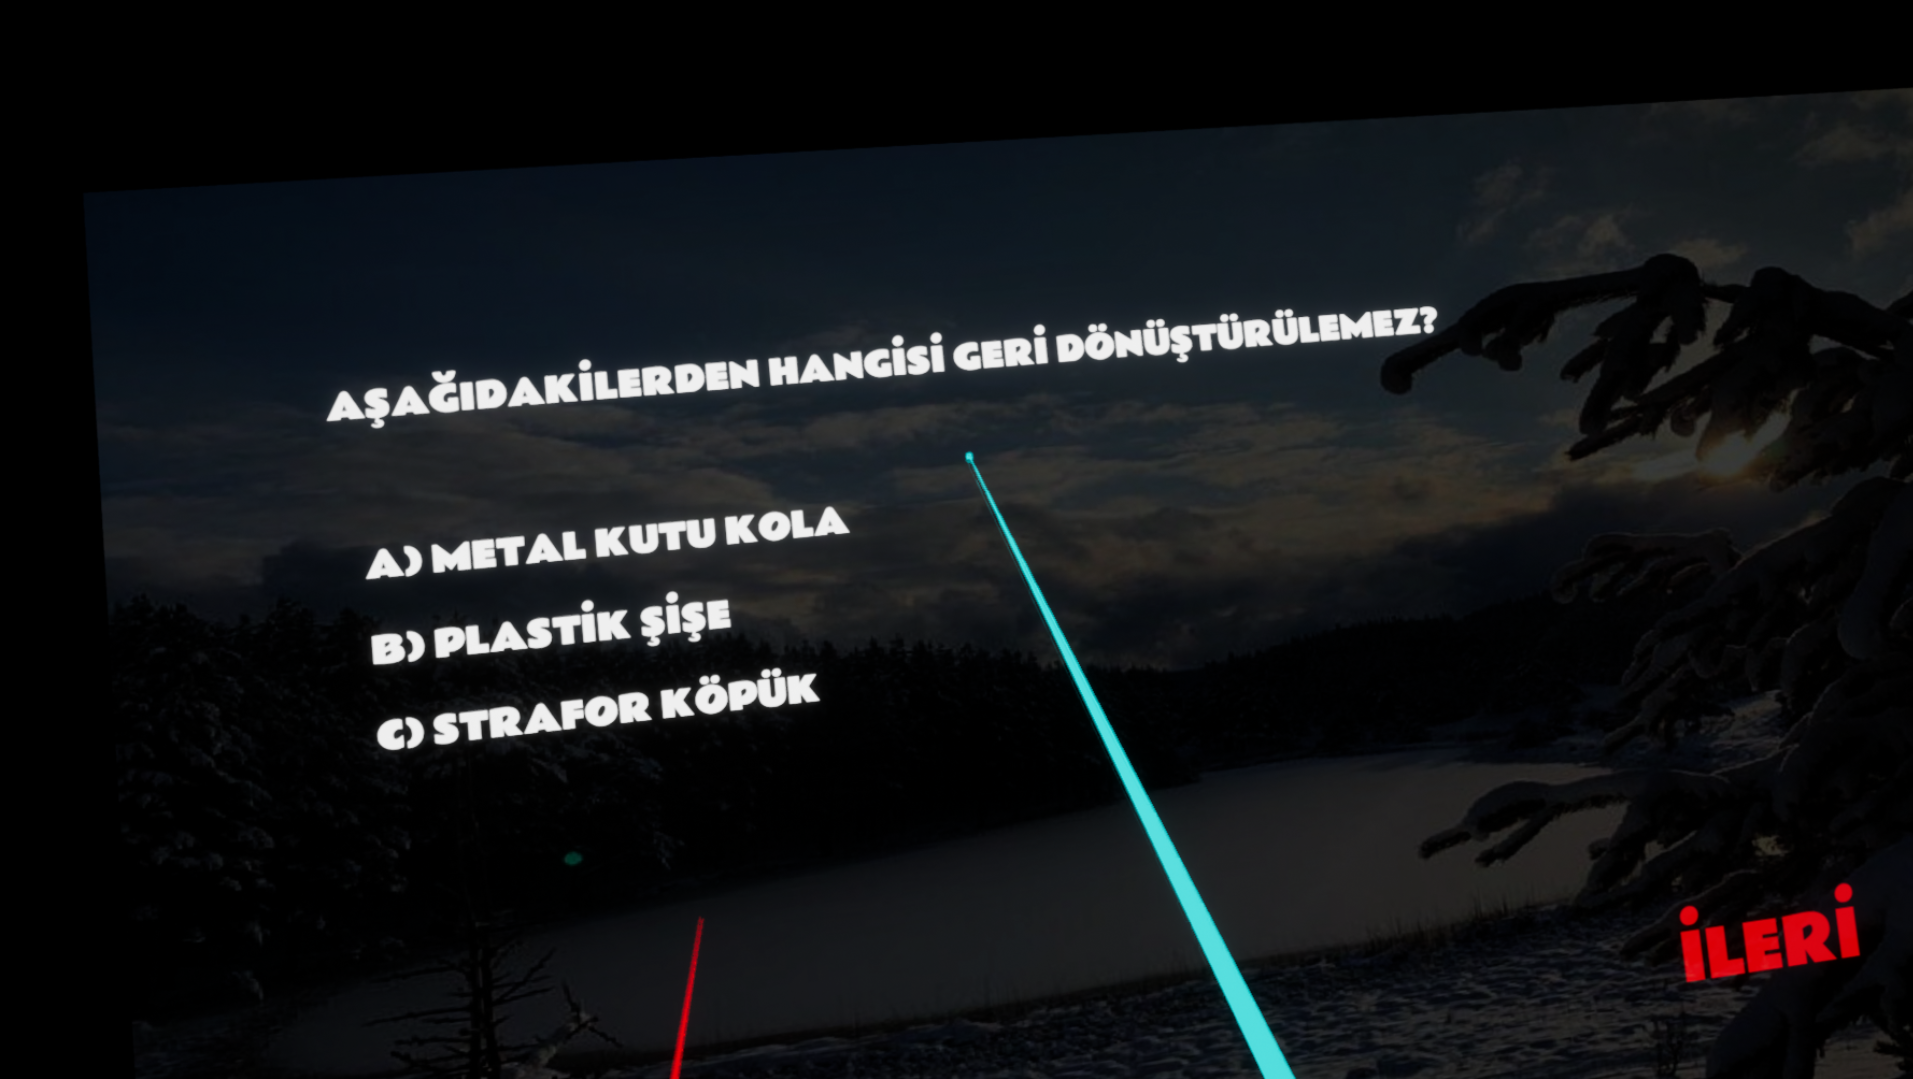 AŞAĞIDAKİLERDEN HANGİSİ GERİ DÖNÜŞTÜRÜLEMEZ?
A) METAL KUTU KOLA
B) PLASTİK ŞİŞE
C) STRAFOR KÖPÜK
İLERİ